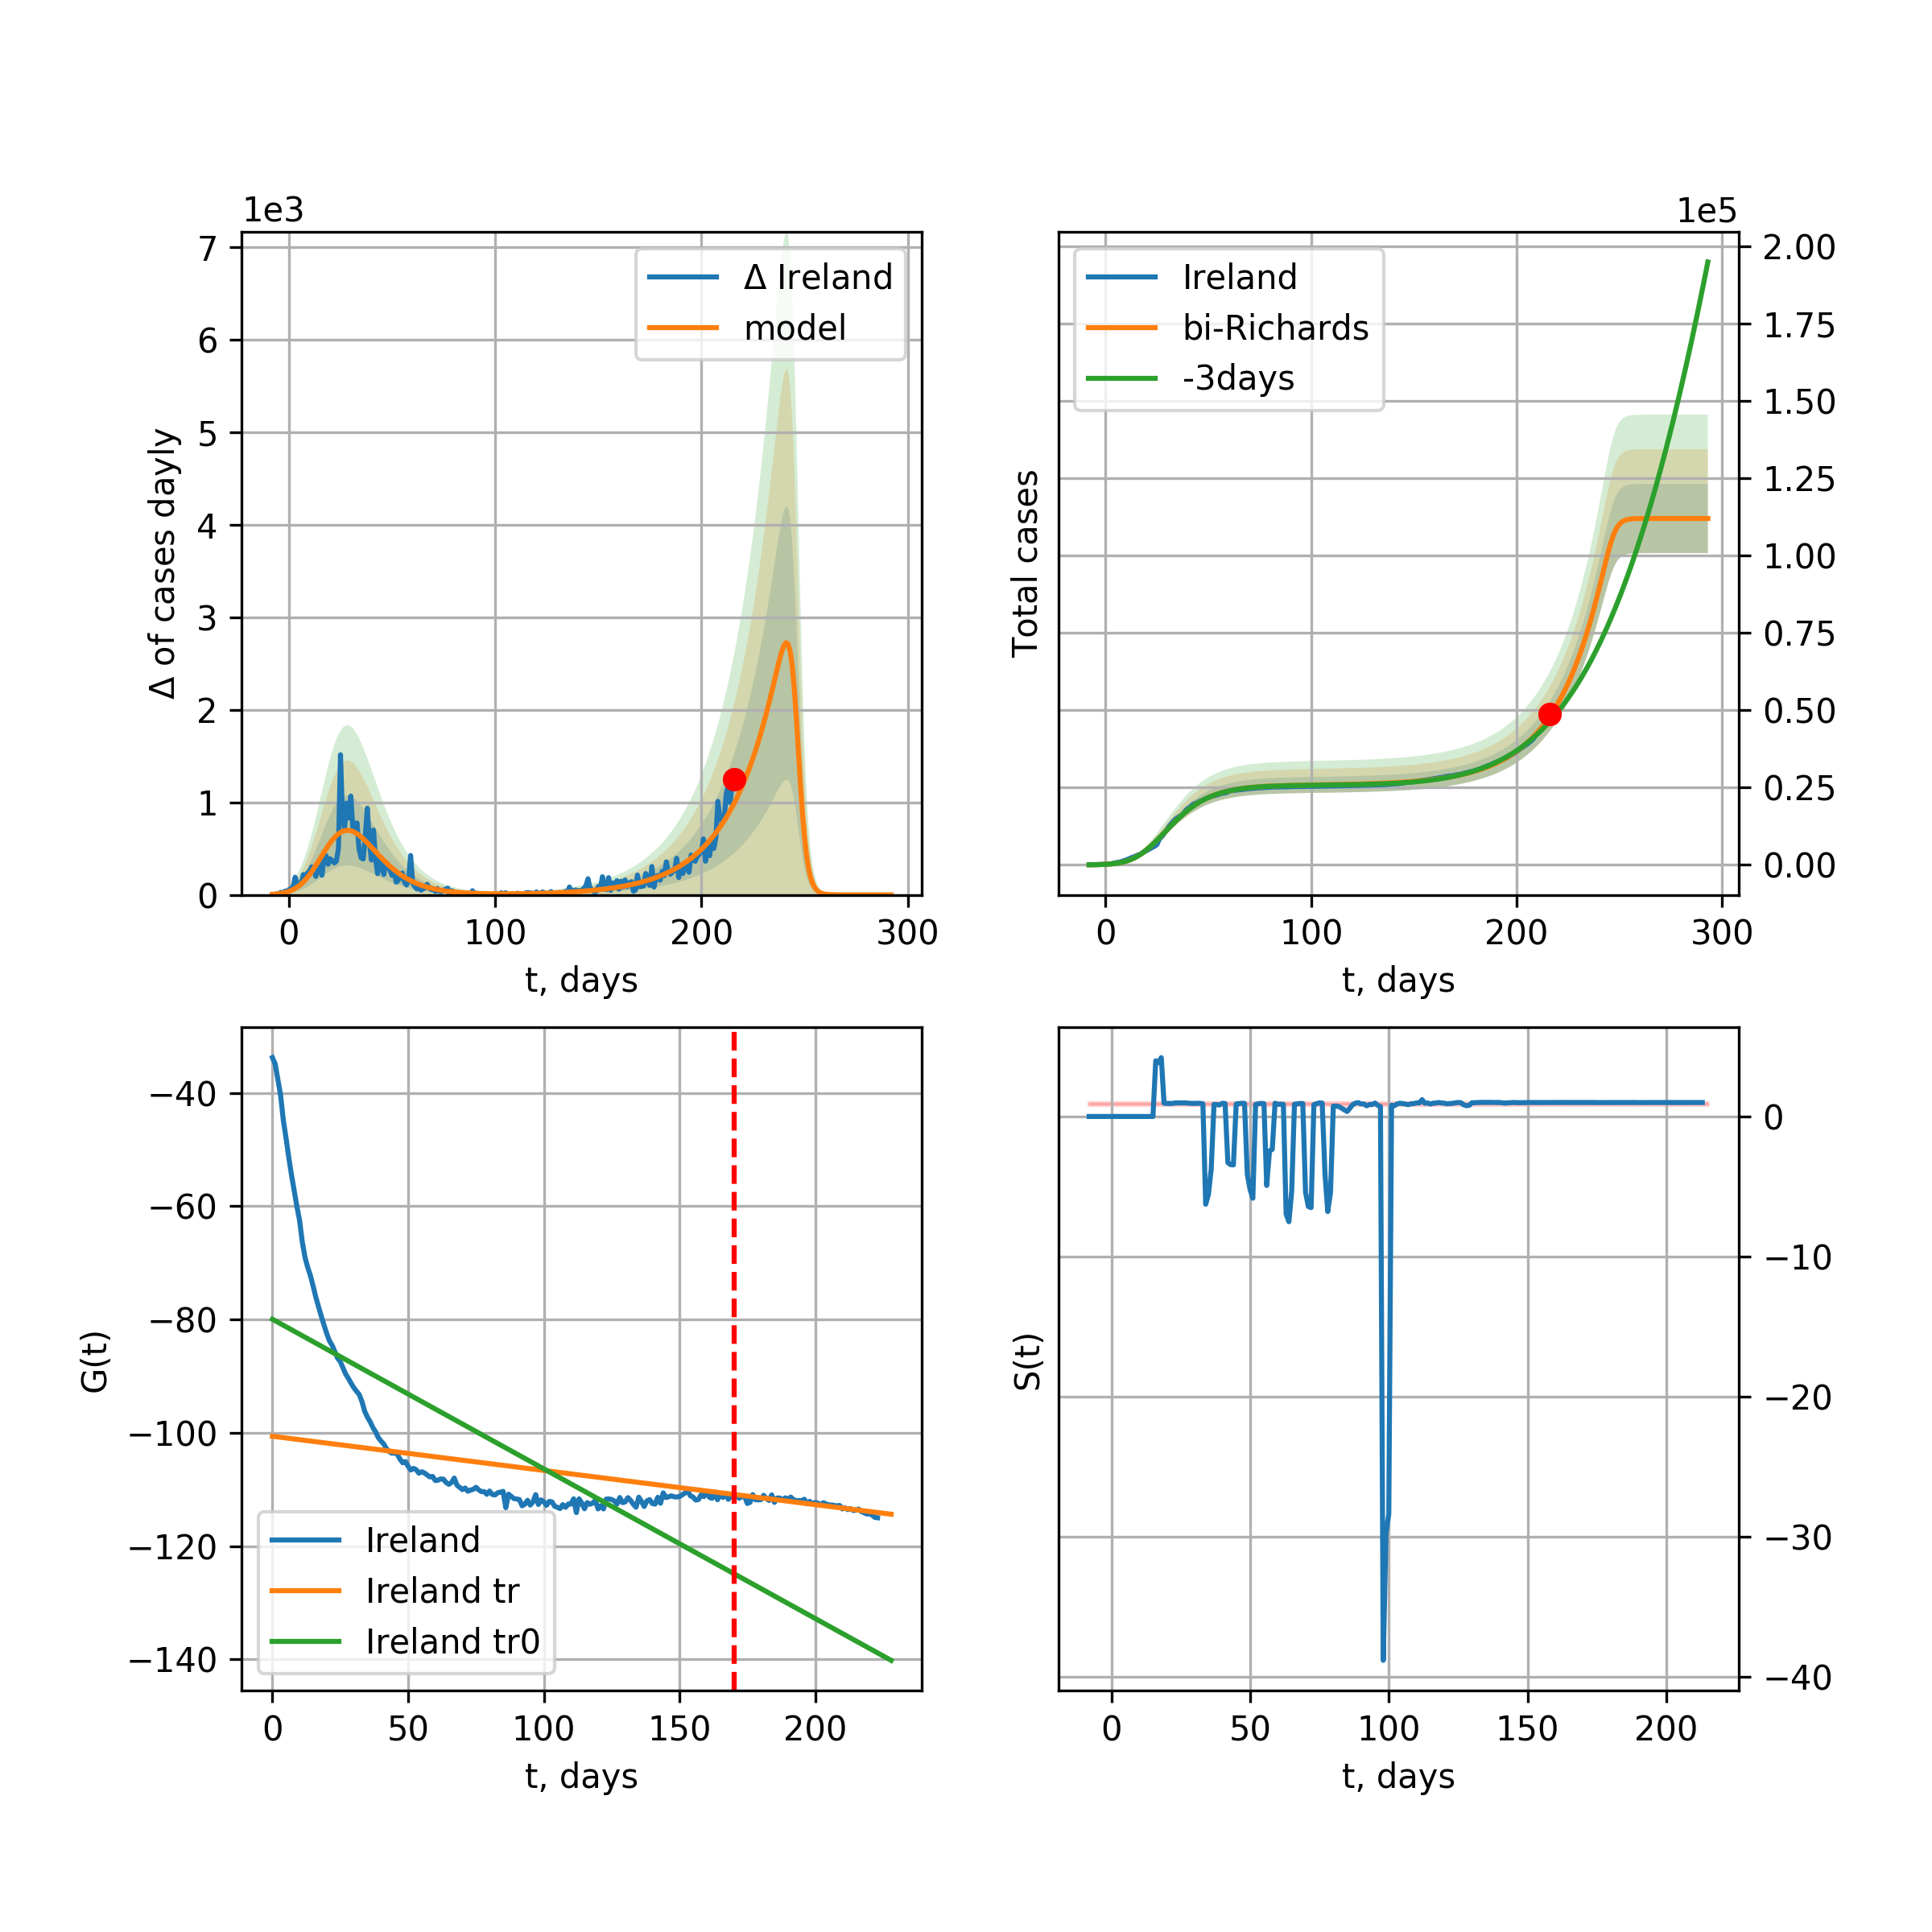 1e3
7
6
5
4
3
2
1
0
Δ of cases dayly
Δ Ireland
model
0 100 200 300
t, days
1e5
2.00
1.75
1.50
1.25
1.00
0.75
0.50
0.25
0.00
Total cases
Ireland
bi-Richards
-3days
0 100 200 300
t, days
−40
−60
−80
−100
−120
−140
G(t)
Ireland
Ireland tr
Ireland tr0
0 50 100 150 200
t, days
0
−10
−20
−30
−40
S(t)
0 50 100 150 200
t, days